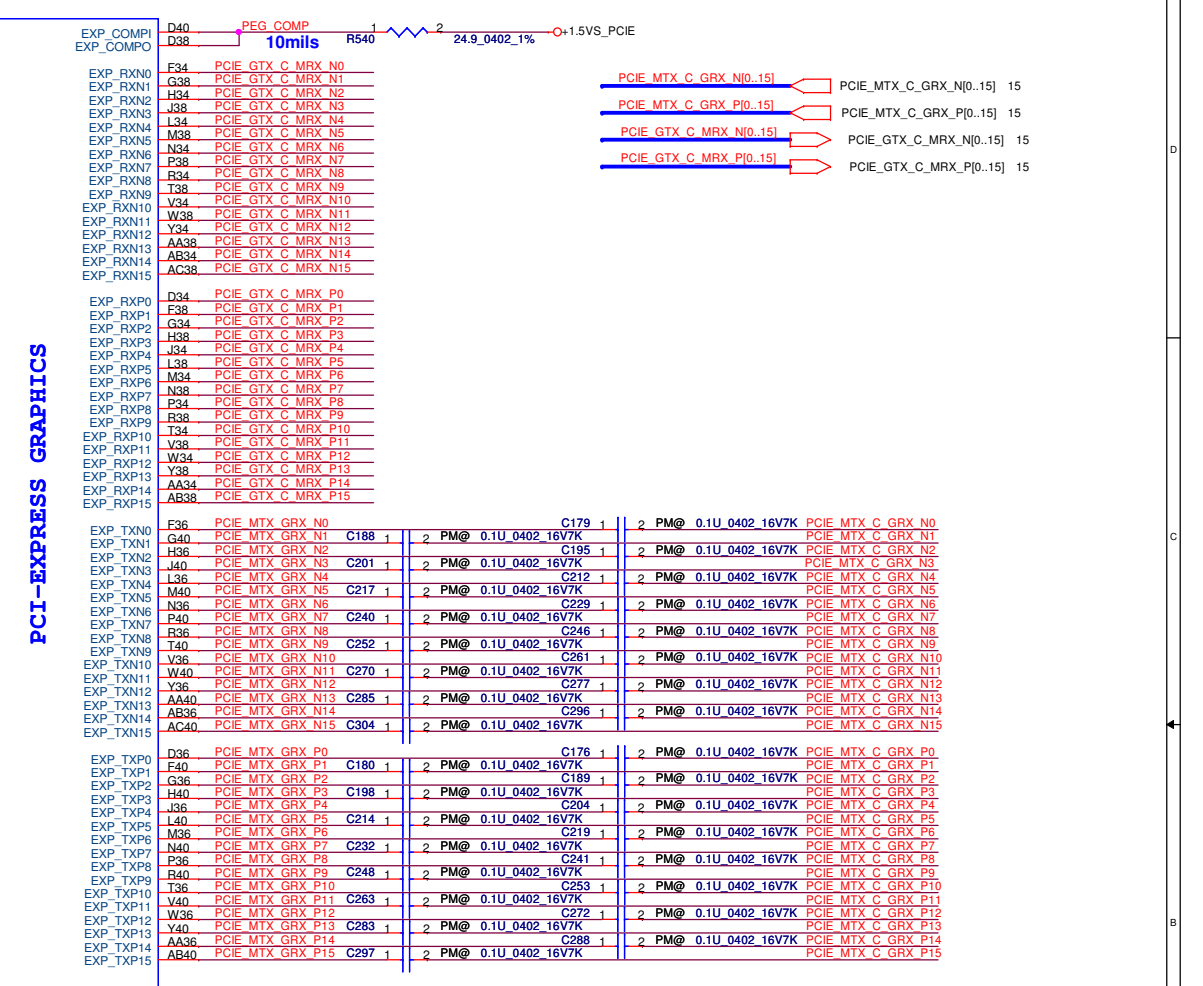 EXP_COMPI D40 PEG_COMP 1 2 +1.5VS_PCIE
EXP_COMPO D38 10mils R540 24.9_0402_1%
EXP_RXN0 F34 PCIE_GTX_C_MRX_N0
EXP_RXN1 G38 PCIE_GTX_C_MRX_N1
EXP_RXN2 H34 PCIE_GTX_C_MRX_N2
EXP_RXN3 J38 PCIE_GTX_C_MRX_N3
EXP_RXN4 L34 PCIE_GTX_C_MRX_N4
EXP_RXN5 M38 PCIE_GTX_C_MRX_N5
EXP_RXN6 N34 PCIE_GTX_C_MRX_N6
EXP_RXN7 P38 PCIE_GTX_C_MRX_N7
EXP_RXN8 R34 PCIE_GTX_C_MRX_N8
EXP_RXN9 T38 PCIE_GTX_C_MRX_N9
EXP_RXN10 V34 PCIE_GTX_C_MRX_N10
EXP_RXN11 W38 PCIE_GTX_C_MRX_N11
EXP_RXN12 Y34 PCIE_GTX_C_MRX_N12
EXP_RXN13 AA38 PCIE_GTX_C_MRX_N13
EXP_RXN14 AB34 PCIE_GTX_C_MRX_N14
EXP_RXN15 AC38 PCIE_GTX_C_MRX_N15
PCIE_MTX_C_GRX_N[0..15] PCIE_MTX_C_GRX_N[0..15] 15
PCIE_MTX_C_GRX_P[0..15] PCIE_MTX_C_GRX_P[0..15] 15
PCIE_GTX_C_MRX_N[0..15] PCIE_GTX_C_MRX_N[0..15] 15
PCIE_GTX_C_MRX_P[0..15] PCIE_GTX_C_MRX_P[0..15] 15
D
EXP_RXP0 D34 PCIE_GTX_C_MRX_P0
EXP_RXP1 F38 PCIE_GTX_C_MRX_P1
EXP_RXP2 G34 PCIE_GTX_C_MRX_P2
EXP_RXP3 H38 PCIE_GTX_C_MRX_P3
EXP_RXP4 J34 PCIE_GTX_C_MRX_P4
EXP_RXP5 L38 PCIE_GTX_C_MRX_P5
EXP_RXP6 M34 PCIE_GTX_C_MRX_P6
EXP_RXP7 N38 PCIE_GTX_C_MRX_P7
EXP_RXP8 P34 PCIE_GTX_C_MRX_P8
EXP_RXP9 R38 PCIE_GTX_C_MRX_P9
EXP_RXP10 T34 PCIE_GTX_C_MRX_P10
EXP_RXP11 V38 PCIE_GTX_C_MRX_P11
EXP_RXP12 W34 PCIE_GTX_C_MRX_P12
EXP_RXP13 Y38 PCIE_GTX_C_MRX_P13
EXP_RXP14 AA34 PCIE_GTX_C_MRX_P14
EXP_RXP15 AB38 PCIE_GTX_C_MRX_P15
PCI-EXPRESS GRAPHICS
EXP_TXN0 F36 PCIE_MTX_GRX_N0 C179 1 2 PM@ 0.1U_0402_16V7K PCIE_MTX_C_GRX_N0
EXP_TXN1 G40 PCIE_MTX_GRX_N1 C188 1 2 PM@ 0.1U_0402_16V7K PCIE_MTX_C_GRX_N1
EXP_TXN2 H36 PCIE_MTX_GRX_N2 C195 1 2 PM@ 0.1U_0402_16V7K PCIE_MTX_C_GRX_N2
EXP_TXN3 J40 PCIE_MTX_GRX_N3 C201 1 2 PM@ 0.1U_0402_16V7K PCIE_MTX_C_GRX_N3
EXP_TXN4 L36 PCIE_MTX_GRX_N4 C212 1 2 PM@ 0.1U_0402_16V7K PCIE_MTX_C_GRX_N4
EXP_TXN5 M40 PCIE_MTX_GRX_N5 C217 1 2 PM@ 0.1U_0402_16V7K PCIE_MTX_C_GRX_N5
EXP_TXN6 N36 PCIE_MTX_GRX_N6 C229 1 2 PM@ 0.1U_0402_16V7K PCIE_MTX_C_GRX_N6
EXP_TXN7 P40 PCIE_MTX_GRX_N7 C240 1 2 PM@ 0.1U_0402_16V7K PCIE_MTX_C_GRX_N7
EXP_TXN8 R36 PCIE_MTX_GRX_N8 C246 1 2 PM@ 0.1U_0402_16V7K PCIE_MTX_C_GRX_N8
EXP_TXN9 T40 PCIE_MTX_GRX_N9 C252 1 2 PM@ 0.1U_0402_16V7K PCIE_MTX_C_GRX_N9
EXP_TXN10 V36 PCIE_MTX_GRX_N10 C261 1 2 PM@ 0.1U_0402_16V7K PCIE_MTX_C_GRX_N10
EXP_TXN11 W40 PCIE_MTX_GRX_N11 C270 1 2 PM@ 0.1U_0402_16V7K PCIE_MTX_C_GRX_N11
EXP_TXN12 Y36 PCIE_MTX_GRX_N12 C277 1 2 PM@ 0.1U_0402_16V7K PCIE_MTX_C_GRX_N12
EXP_TXN13 AA40 PCIE_MTX_GRX_N13 C285 1 2 PM@ 0.1U_0402_16V7K PCIE_MTX_C_GRX_N13
EXP_TXN14 AB36 PCIE_MTX_GRX_N14 C296 1 2 PM@ 0.1U_0402_16V7K PCIE_MTX_C_GRX_N14
EXP_TXN15 AC40 PCIE_MTX_GRX_N15 C304 1 2 PM@ 0.1U_0402_16V7K PCIE_MTX_C_GRX_N15
C
EXP_TXP0 D36 PCIE_MTX_GRX_P0 C176 1 2 PM@ 0.1U_0402_16V7K PCIE_MTX_C_GRX_P0
EXP_TXP1 F40 PCIE_MTX_GRX_P1 C180 1 2 PM@ 0.1U_0402_16V7K PCIE_MTX_C_GRX_P1
EXP_TXP2 G36 PCIE_MTX_GRX_P2 C189 1 2 PM@ 0.1U_0402_16V7K PCIE_MTX_C_GRX_P2
EXP_TXP3 H40 PCIE_MTX_GRX_P3 C198 1 2 PM@ 0.1U_0402_16V7K PCIE_MTX_C_GRX_P3
EXP_TXP4 J36 PCIE_MTX_GRX_P4 C204 1 2 PM@ 0.1U_0402_16V7K PCIE_MTX_C_GRX_P4
EXP_TXP5 L40 PCIE_MTX_GRX_P5 C214 1 2 PM@ 0.1U_0402_16V7K PCIE_MTX_C_GRX_P5
EXP_TXP6 M36 PCIE_MTX_GRX_P6 C219 1 2 PM@ 0.1U_0402_16V7K PCIE_MTX_C_GRX_P6
EXP_TXP7 N40 PCIE_MTX_GRX_P7 C232 1 2 PM@ 0.1U_0402_16V7K PCIE_MTX_C_GRX_P7
EXP_TXP8 P36 PCIE_MTX_GRX_P8 C241 1 2 PM@ 0.1U_0402_16V7K PCIE_MTX_C_GRX_P8
EXP_TXP9 R40 PCIE_MTX_GRX_P9 C248 1 2 PM@ 0.1U_0402_16V7K PCIE_MTX_C_GRX_P9
EXP_TXP10 T36 PCIE_MTX_GRX_P10 C253 1 2 PM@ 0.1U_0402_16V7K PCIE_MTX_C_GRX_P10
EXP_TXP11 V40 PCIE_MTX_GRX_P11 C263 1 2 PM@ 0.1U_0402_16V7K PCIE_MTX_C_GRX_P11
EXP_TXP12 W36 PCIE_MTX_GRX_P12 C272 1 2 PM@ 0.1U_0402_16V7K PCIE_MTX_C_GRX_P12
EXP_TXP13 Y40 PCIE_MTX_GRX_P13 C283 1 2 PM@ 0.1U_0402_16V7K PCIE_MTX_C_GRX_P13
EXP_TXP14 AA36 PCIE_MTX_GRX_P14 C288 1 2 PM@ 0.1U_0402_16V7K PCIE_MTX_C_GRX_P14
EXP_TXP15 AB40 PCIE_MTX_GRX_P15 C297 1 2 PM@ 0.1U_0402_16V7K PCIE_MTX_C_GRX_P15
B